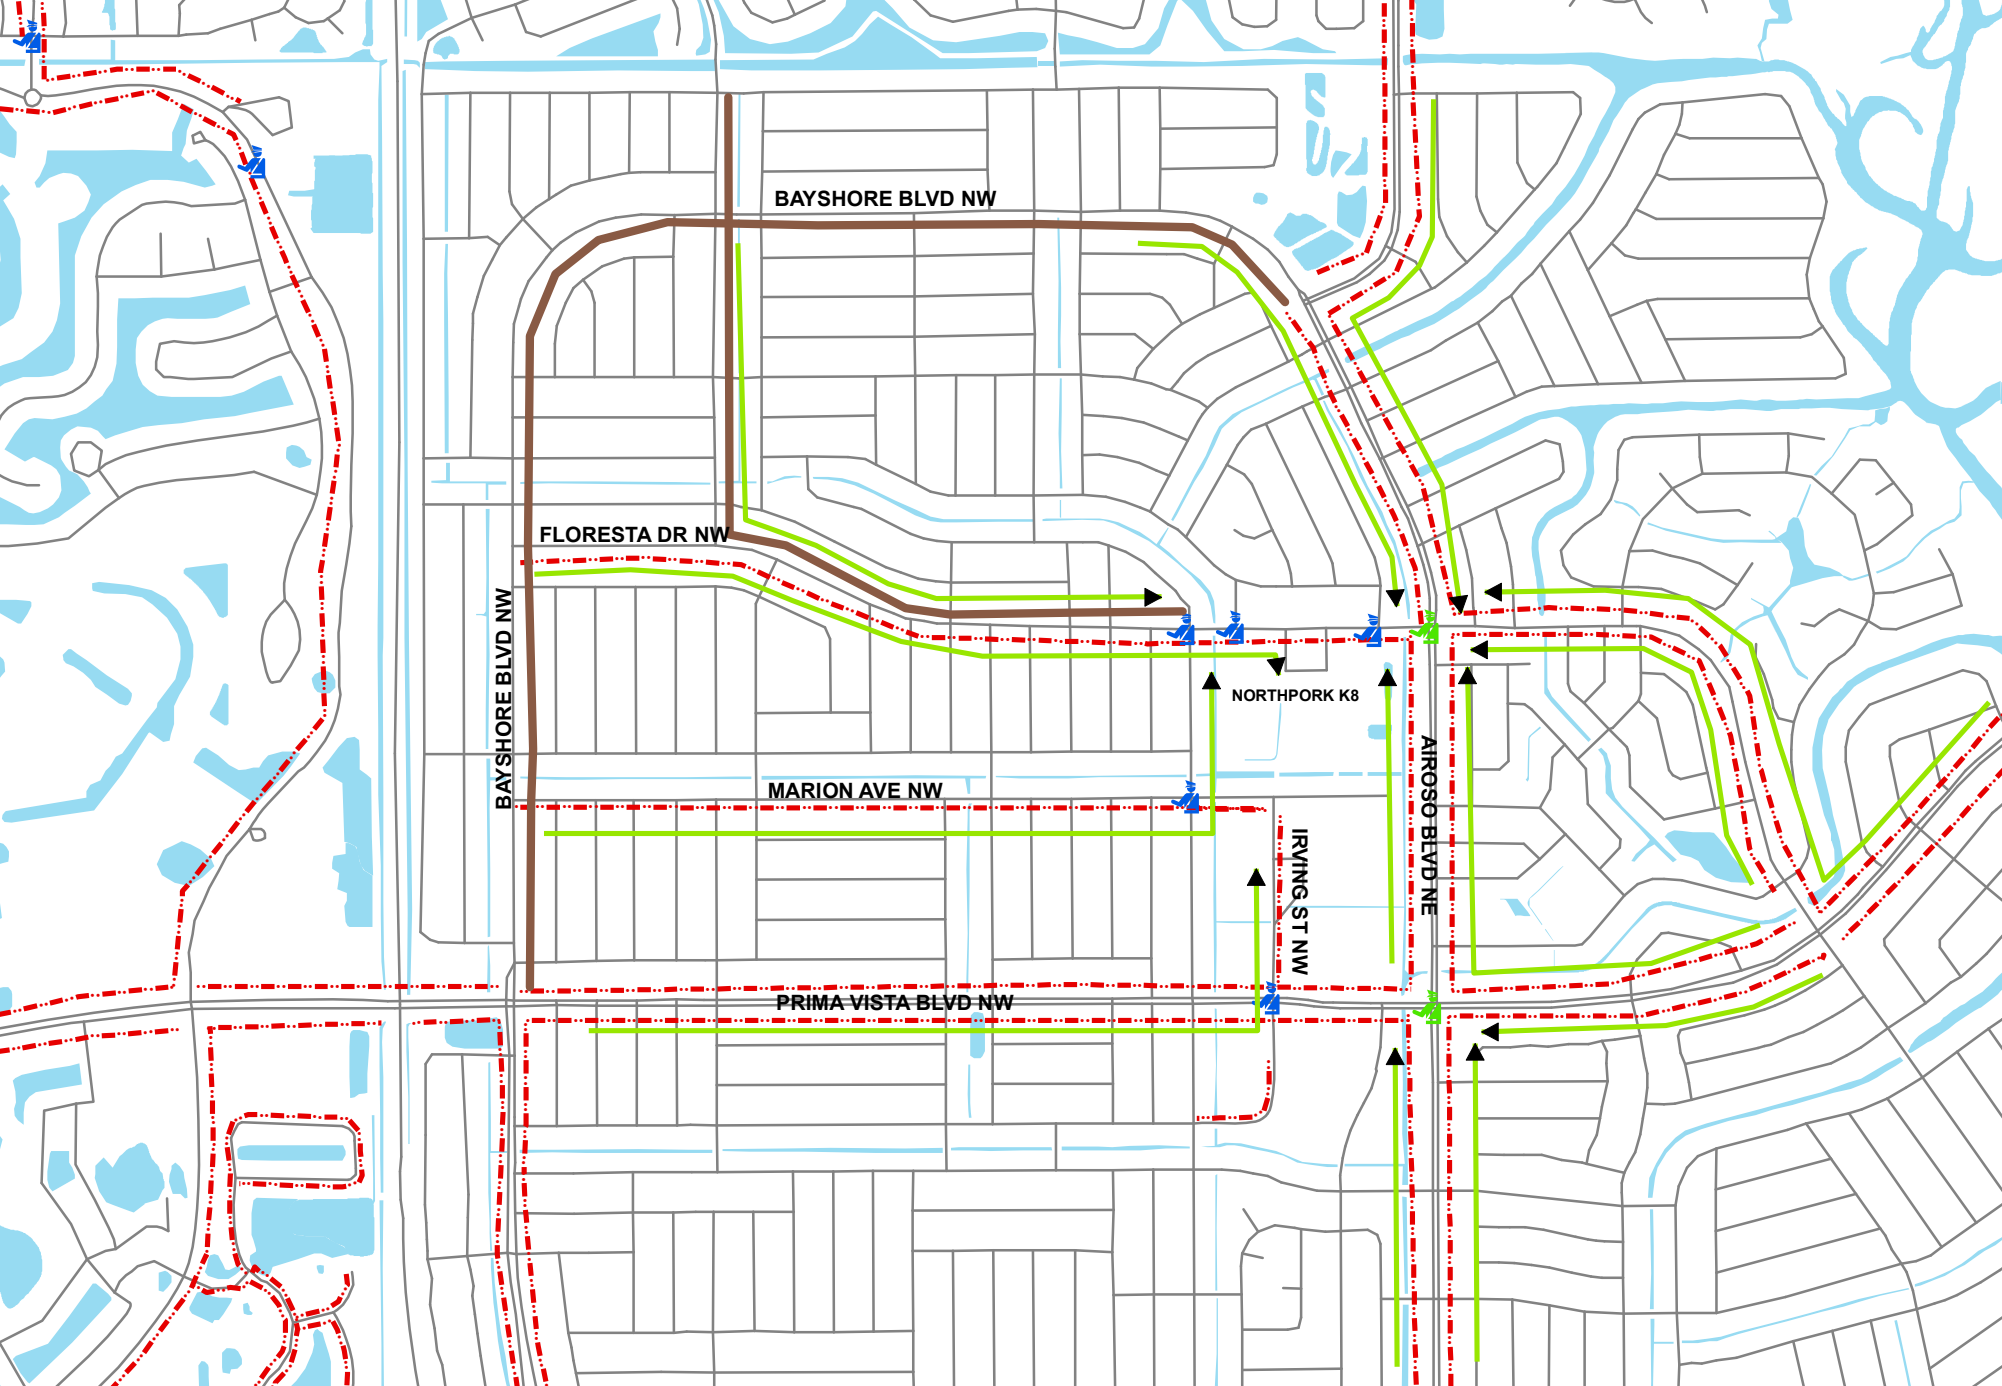 BAYSHORE BLVD NW
FLORESTA DR NW
BAYSHORE BLVD NW
NORTHPORK K8
MARION AVE NW
AIROSO BLVD NE
IRVING ST NW
PRIMA VISTA BLVD NW